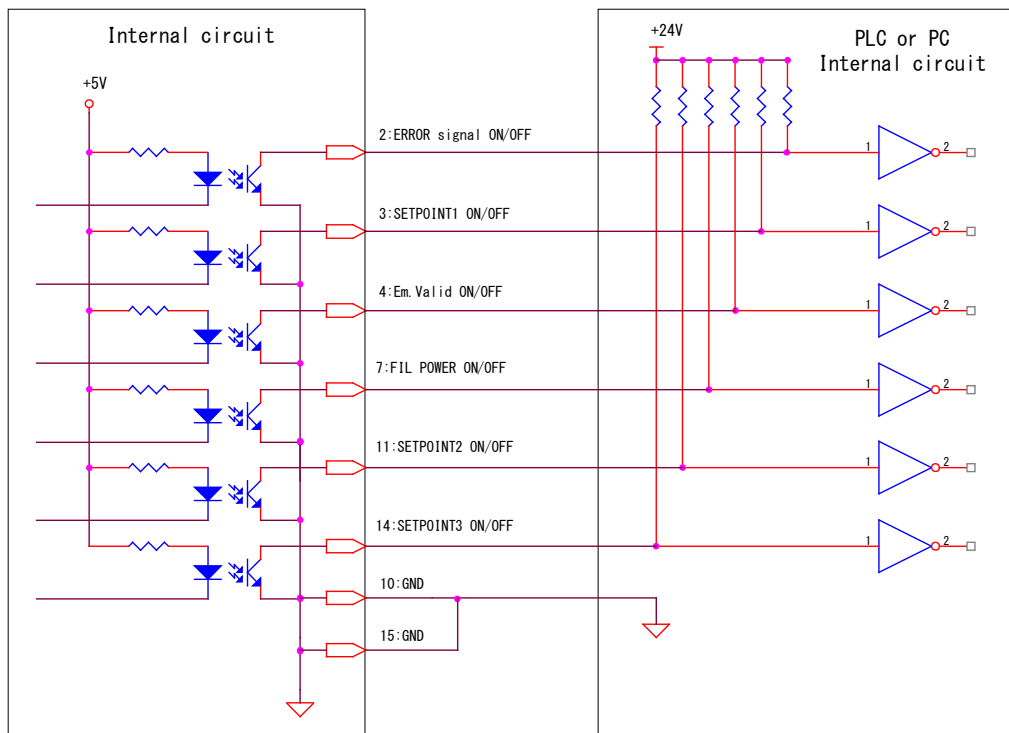 Internal circuit
+5V
2:ERROR signal ON/OFF
3:SETPOINT1 ON/OFF
4:Em.Valid ON/OFF
7:FIL POWER ON/OFF
11:SETPOINT2 ON/OFF
14:SETPOINT3 ON/OFF
10:GND
15:GND
+24V
PLC or PC
Internal circuit
1 2
1 2
1 2
1 2
1 2
1 2